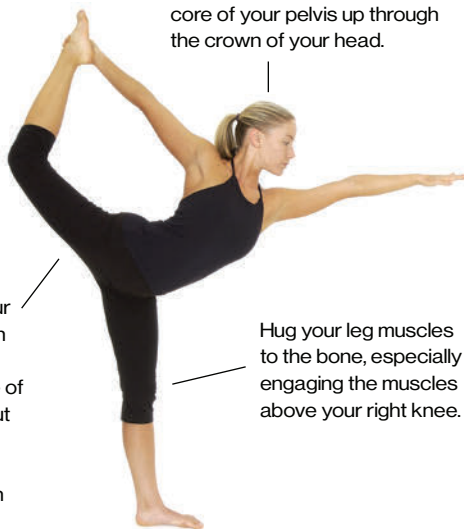 core of your pelvis up through
the crown of your head.
Hug your leg muscles
to the bone, especially
engaging the muscles
above your right knee.
of